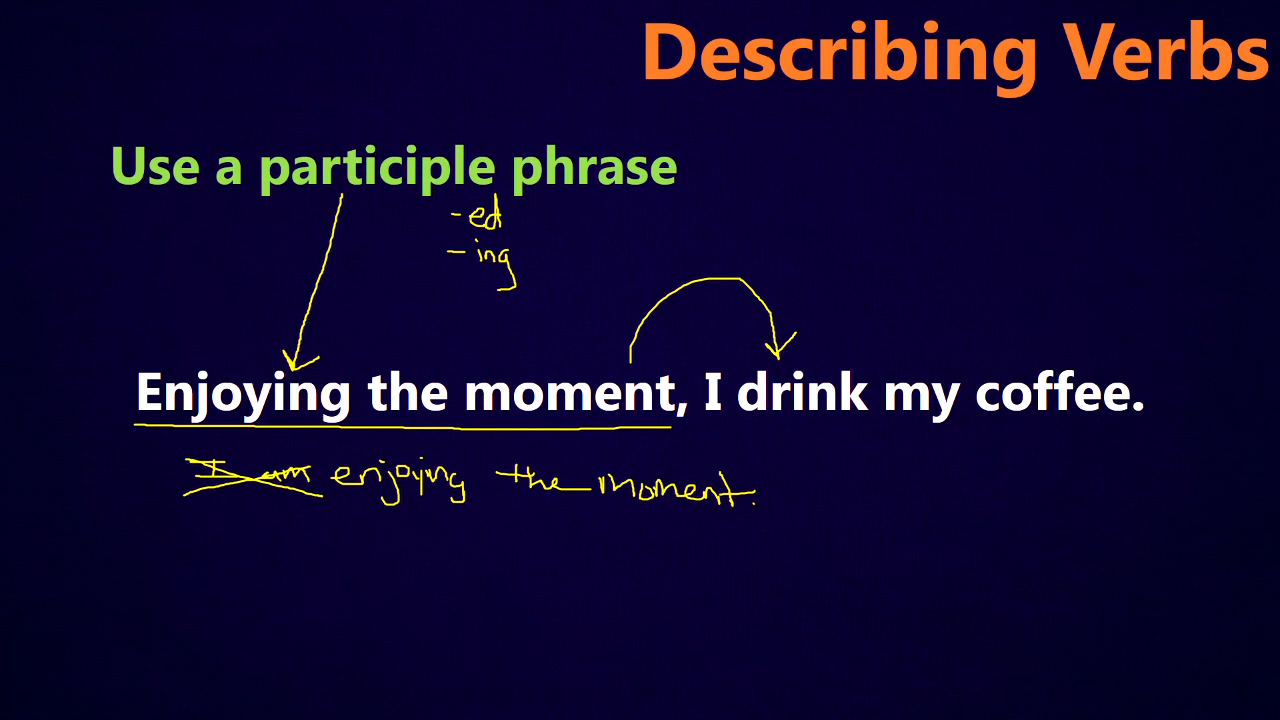 Describing Verbs
Use a participle phrase
-ed
-ing
Enjoying the moment, I drink my coffee.
I am enjoying the moment.